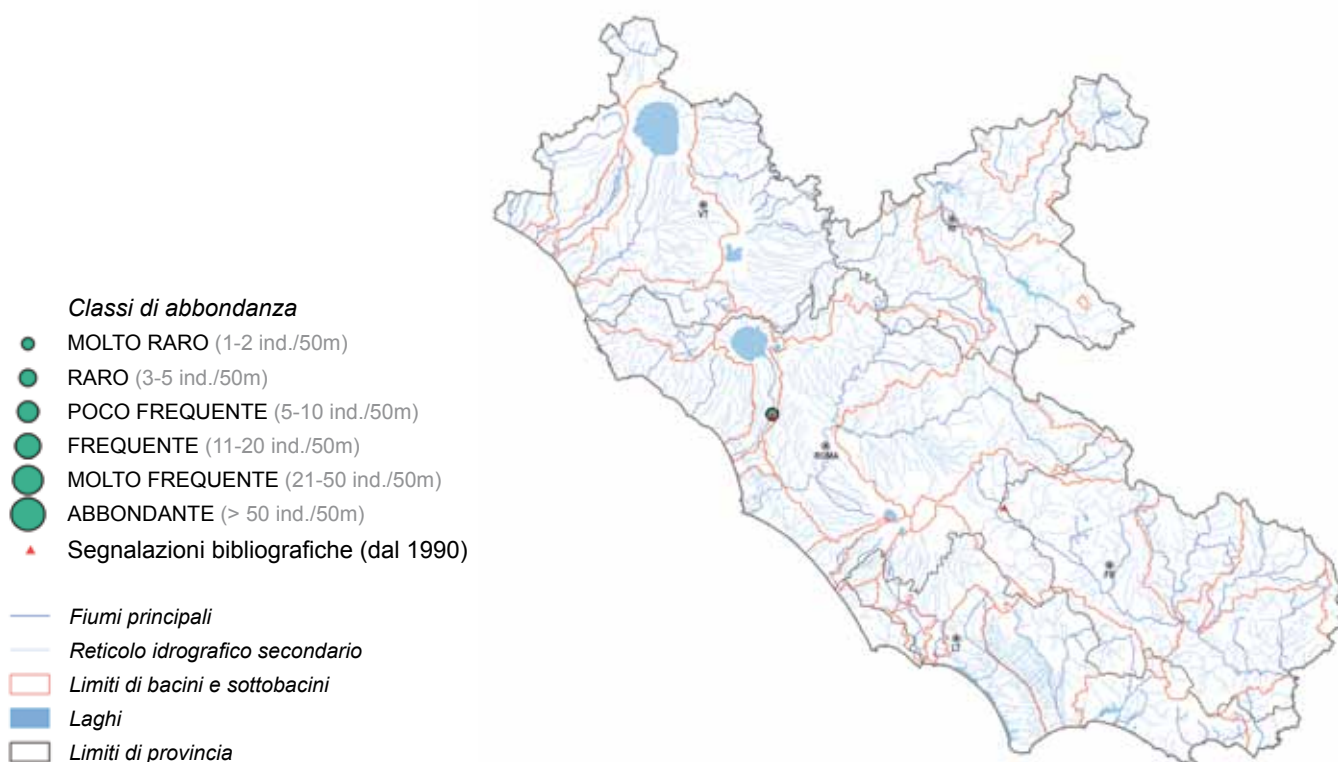 Classi di abbondanza
MOLTO RARO (1-2 ind./50m)
RARO (3-5 ind./50m)
POCO FREQUENTE (5-10 ind./50m)
FREQUENTE (11-20 ind./50m)
MOLTO FREQUENTE (21-50 ind./50m)
ABBONDANTE (> 50 ind./50m)
Segnalazioni bibliografiche (dal 1990)
Fiumi principali
Reticolo idrografico secondario
Limiti di bacini e sottobacini
Laghi
Limiti di provincia
VT
ROMA
FR
LT